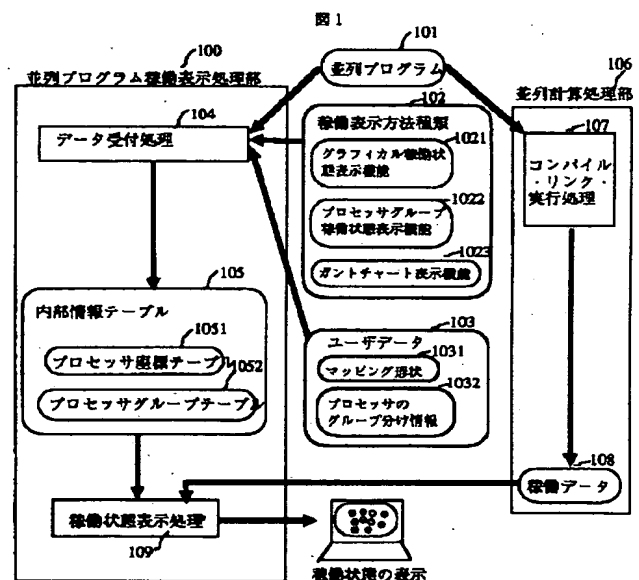 図1
100
並列プログラム稼働表示処理部
101
並列プログラム
106
並列計算処理部
104
データ受付処理
102
稼働表示方法種類
1021
グラフィカル稼働状
態表示機能
1022
プロセッサグループ
稼働状態表示機能
1023
ガントチャート表示機能
107
コンパイル
・リンク・
実行処理
105
内部情報テーブル
1051
プロセッサ座標テーブ
1052
プロセッサグループテーブ
103
ユーザデータ
1031
マッピング形状
1032
プロセッサの
グループ分け情報
108
稼働データ
稼働状態表示処理
109
稼働状態の表示